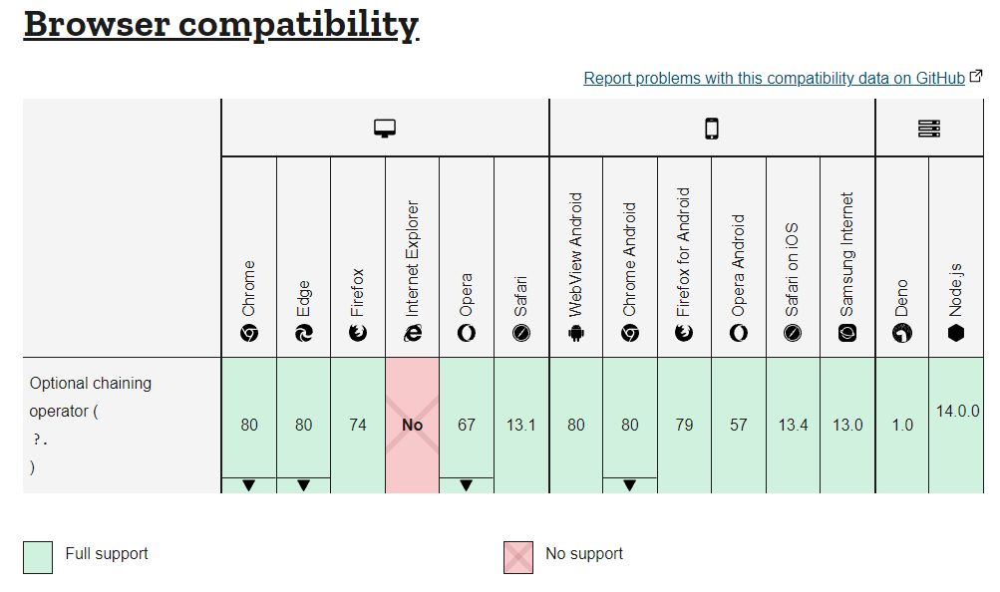 Browser compatibility
Report problems with this compatibility data on GitHub
Chrome
Edge
Firefox
Internet Explorer
Opera
Safari
WebView Android
Chrome Android
Firefox for Android
Opera Android
Safari on iOS
Samsung Internet
Deno
Node.js
Optional chaining
operator (
?.
)
80
80
74
No
67
13.1
80
80
79
57
13.4
13.0
1.0
14.0.0
Full support
No support